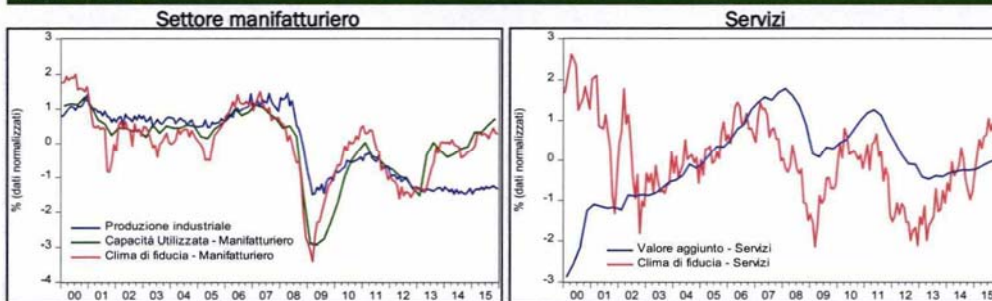 Settore manifatturiero
3
2
1
0
-1
-2
-3
-4
% (dati normalizzati)
Produzione industriale
Capacità Utilizzata - Manifatturiero
Clima di fiducia - Manifatturiero
00 01 02 03 04 05 06 07 08 09 10 11 12 13 14 15
Servizi
3
2
1
0
-1
-2
-3
% (dati normalizzati)
Valore aggiunto - Servizi
Clima di fiducia - Servizi
00 01 02 03 04 05 06 07 08 09 10 11 12 13 14 15